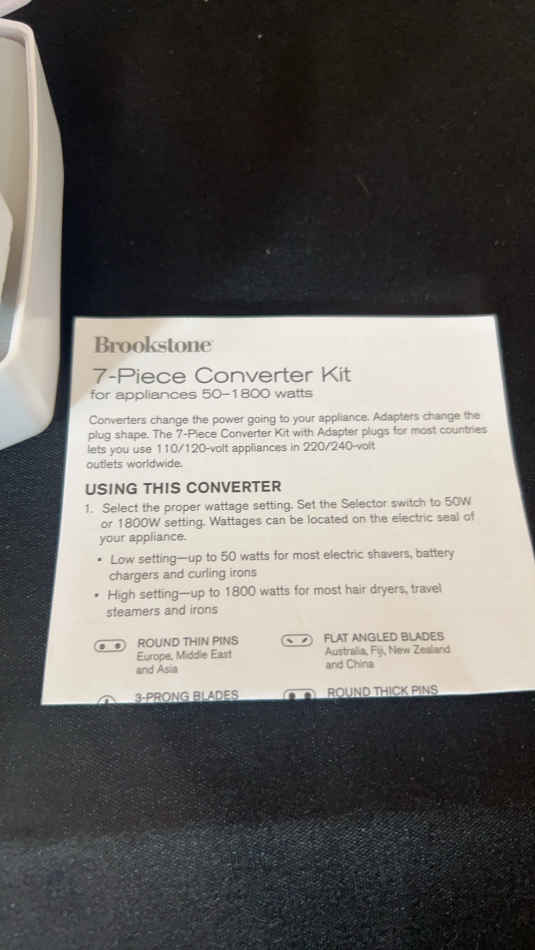 Brookstone
7-Piece Converter Kit
for appliances 50–1800 watts
Converters change the power going to your appliance. Adapters change the
plug shape. The 7-Piece Converter Kit with Adapter plugs for most countries
lets you use 110/120-volt appliances in 220/240-volt
outlets worldwide.
USING THIS CONVERTER
1. Select the proper wattage setting. Set the Selector switch to 50W
or 1800W setting. Wattages can be located on the electric seal of
your appliance.
• Low setting—up to 50 watts for most electric shavers, battery
chargers and curling irons
• High setting—up to 1800 watts for most hair dryers, travel
steamers and irons
ROUND THIN PINS
Europe, Middle East
and Asia
FLAT ANGLED BLADES
Australia, Fiji, New Zealand
and China
3-PRONG BLADES
ROUND THICK PINS